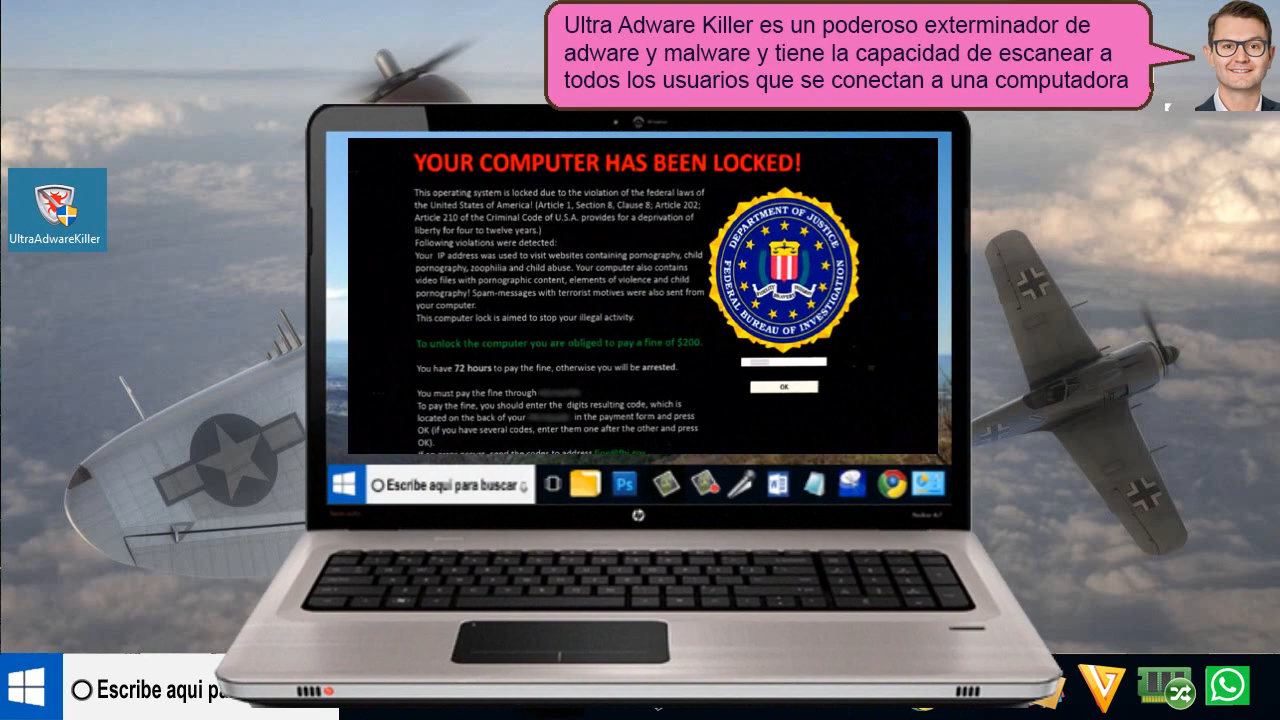 Ultra Adware Killer es un poderoso exterminador de
adware y malware y tiene la capacidad de escanear a
todos los usuarios que se conectan a una computadora
YOUR COMPUTER HAS BEEN LOCKED!
This operating system is locked due to the violation of the federal laws of
the United States of America! (Article 1, Section 8, Clause 8; Article 202;
Article 210 of the Criminal Code of U.S.A. provides for a deprivation of
liberty for four to twelve years.)
Following violations were detected:
Your IP address was used to visit websites containing pornography, child
pornography, zoophilia and child abuse. Your computer also contains
video files with pornographic content, elements of violence and child
pornography! Spam-messages with terrorist motives were also sent from
your computer.
This computer lock is aimed to stop your illegal activity.
To unlock the computer you are obliged to pay a fine of $200.
You have 72 hours to pay the fine, otherwise you will be arrested.
You must pay the fine through
To pay the fine, you should enter the digits resulting code, which is
located on the back of your in the payment form and press
OK (if you have several codes, enter them one after the other and press
OK).
DEPARTMENT OF JUSTICE
FEDERAL BUREAU OF INVESTIGATION
OK
UltraAdwareKiller
Escribe aqui para buscar
Ps
W
hp
Escribe aqui pa